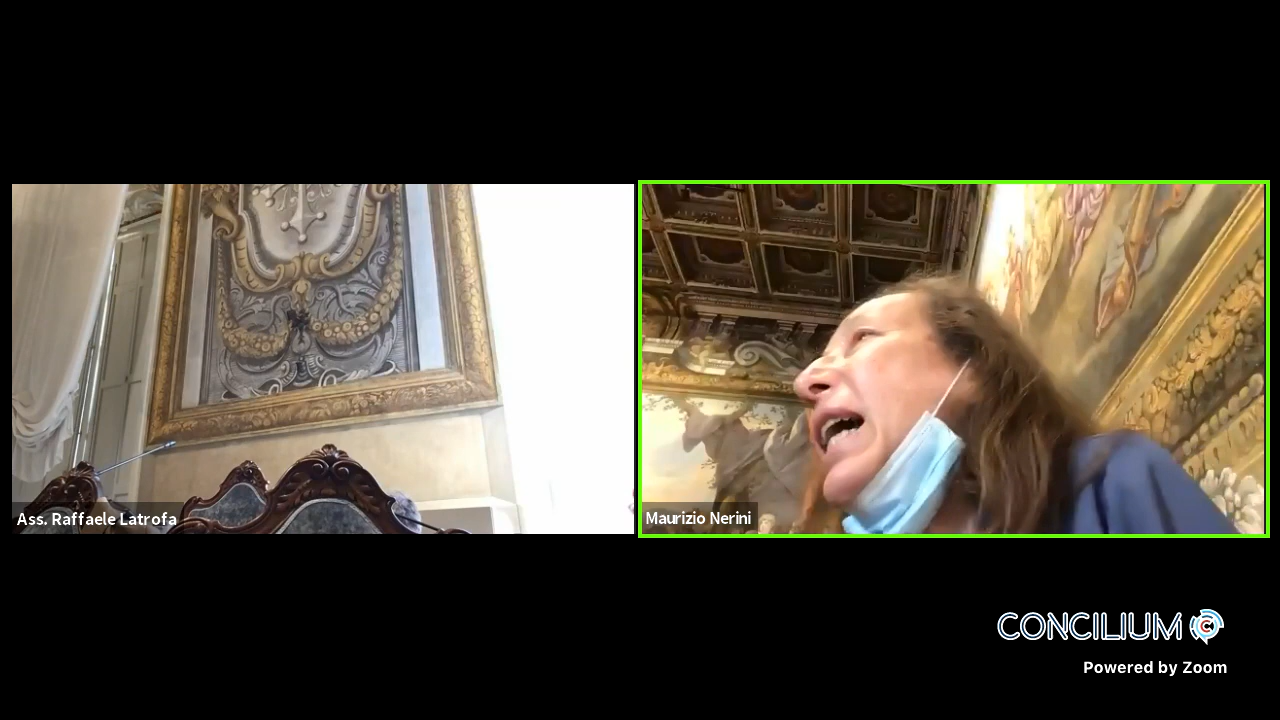 Ass. Raffaele Latrofa
Maurizio Nerini
CONCILIUM
Powered by Zoom